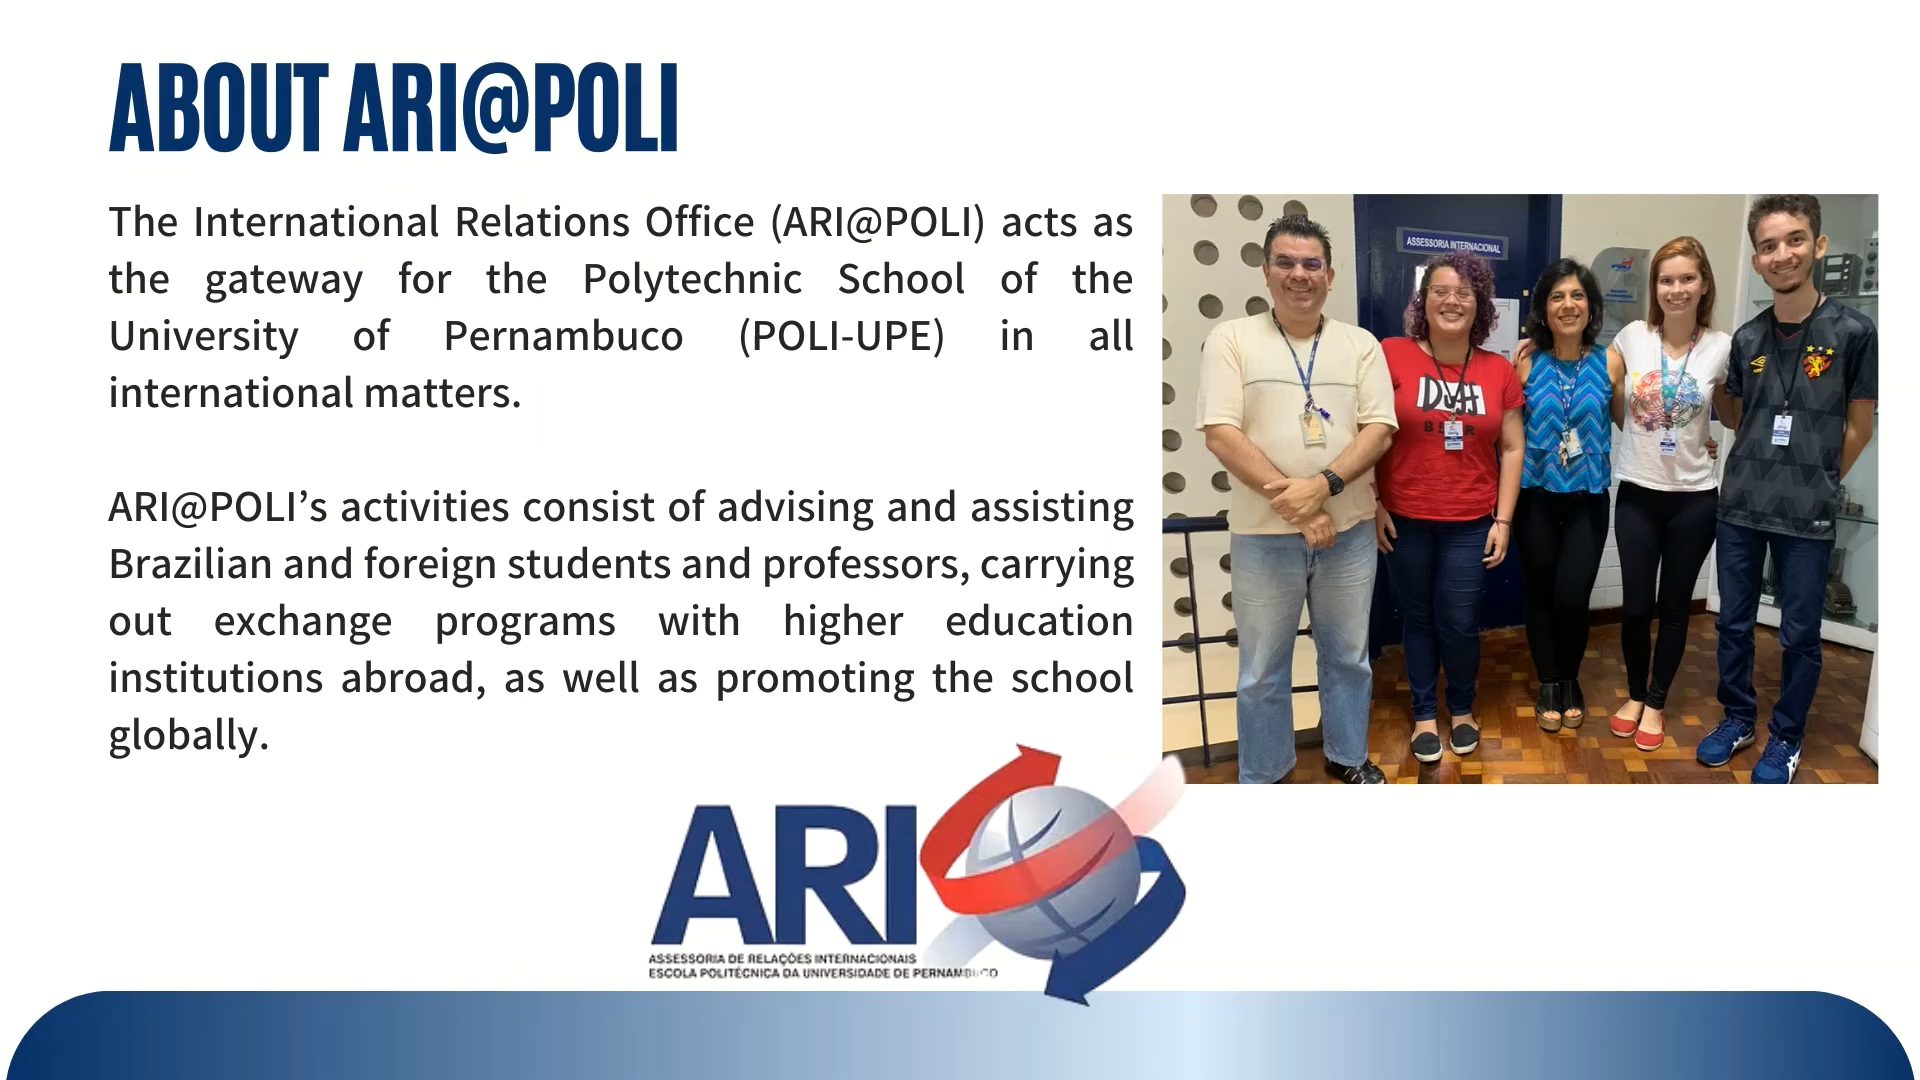 ABOUT ARI@POLI
The International Relations Office (ARI@POLI) acts as
the gateway for the Polytechnic School of the
University of Pernambuco (POLI-UPE) in all
international matters.
ARI@POLI’s activities consist of advising and assisting
Brazilian and foreign students and professors, carrying
out exchange programs with higher education
institutions abroad, as well as promoting the school
globally.
ASSESSORIA INTERNACIONAL
Duff
BEER
ARI
ASSESSORIA DE RELAÇÕES INTERNACIONAIS
ESCOLA POLITÉCNICA DA UNIVERSIDADE DE PERNAMBUCO